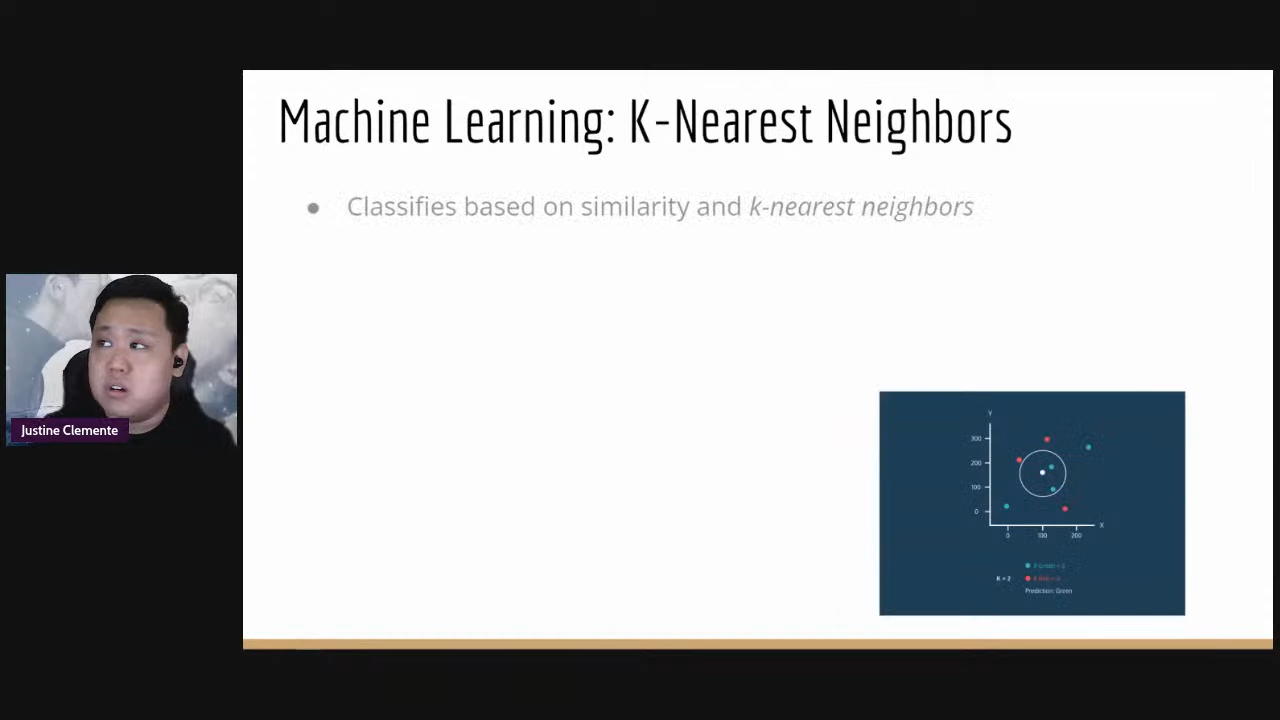 Machine Learning: K-Nearest Neighbors
● Classifies based on similarity and k-nearest neighbors
Justine Clemente
Y
300
200
100
0
X
0 100 200
K = 2
Prediction: Green